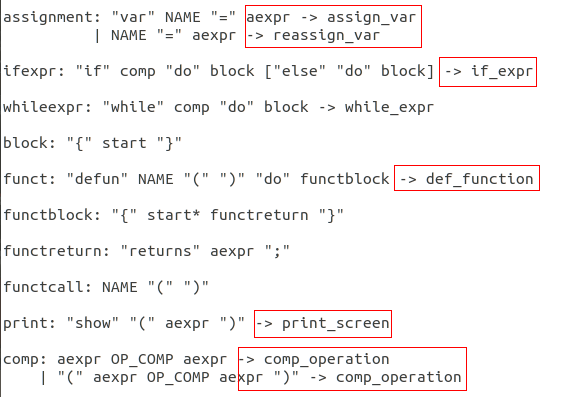 assignment: "var" NAME "=" aexpr -> assign_var
| NAME "=" aexpr -> reassign_var
ifexpr: "if" comp "do" block ["else" "do" block] -> if_expr
whileexpr: "while" comp "do" block -> while_expr
block: "{" start "}"
funct: "defun" NAME "(" ")" "do" functblock -> def_function
functblock: "{" start* functreturn "}"
functreturn: "returns" aexpr ";"
functcall: NAME "(" ")"
print: "show" "(" aexpr ")" -> print_screen
comp: aexpr OP_COMP aexpr -> comp_operation
| "(" aexpr OP_COMP aexpr ")" -> comp_operation